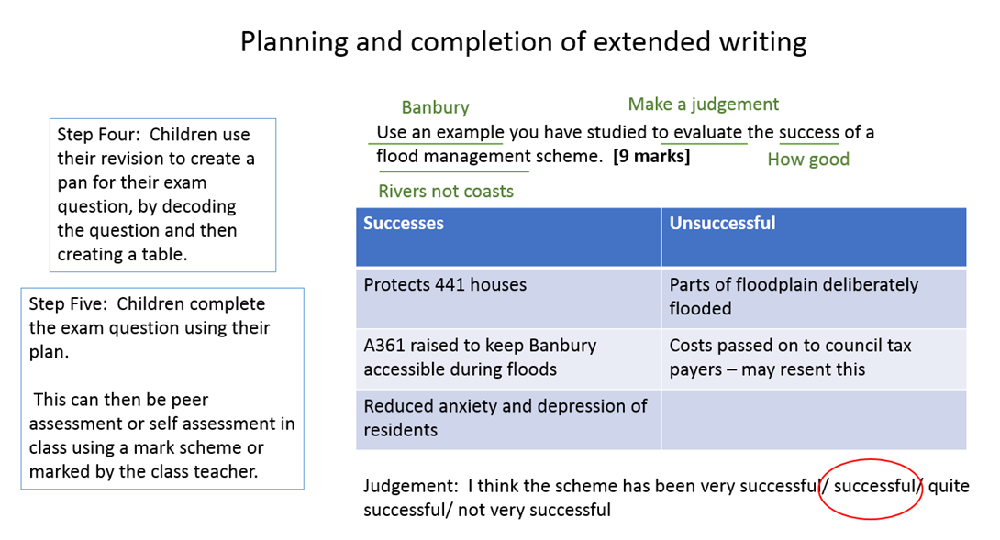 Planning and completion of extended writing
Step Four:  Children use
their revision to create a
pan for their exam
question, by decoding
the question and then
creating a table.
Step Five:  Children complete
the exam question using their
plan.
This can then be peer
assessment or self assessment in
class using a mark scheme or
marked by the class teacher.
Banbury
Make a judgement
Use an example you have studied to evaluate the success of a
flood management scheme.  [9 marks]
How good
Rivers not coasts
Successes
Unsuccessful
Protects 441 houses
Parts of floodplain deliberately
flooded
A361 raised to keep Banbury
accessible during floods
Costs passed on to council tax
payers – may resent this
Reduced anxiety and depression of
residents
Judgement:  I think the scheme has been very successful/ successful/ quite
successful/ not very successful